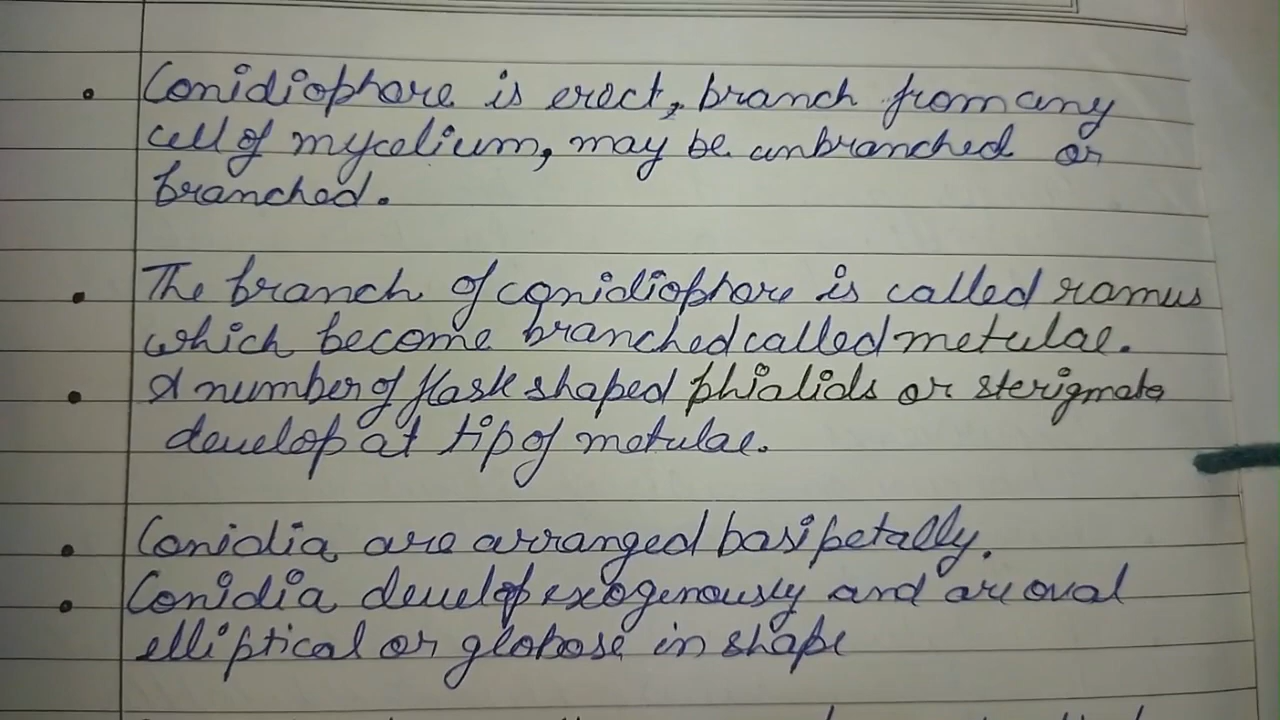 • Conidiophore is erect, branch from any
cell of mycelium, may be unbranched or
branched.
• The branch of conidiophore is called ramus
which become branched called metulae.
• A number of flask shaped phialids or sterigmata
develop at tip of metulae.
• Conidia are arranged basipetally.
• Conidia develop exogenously and are oval
elliptical or globose in shape